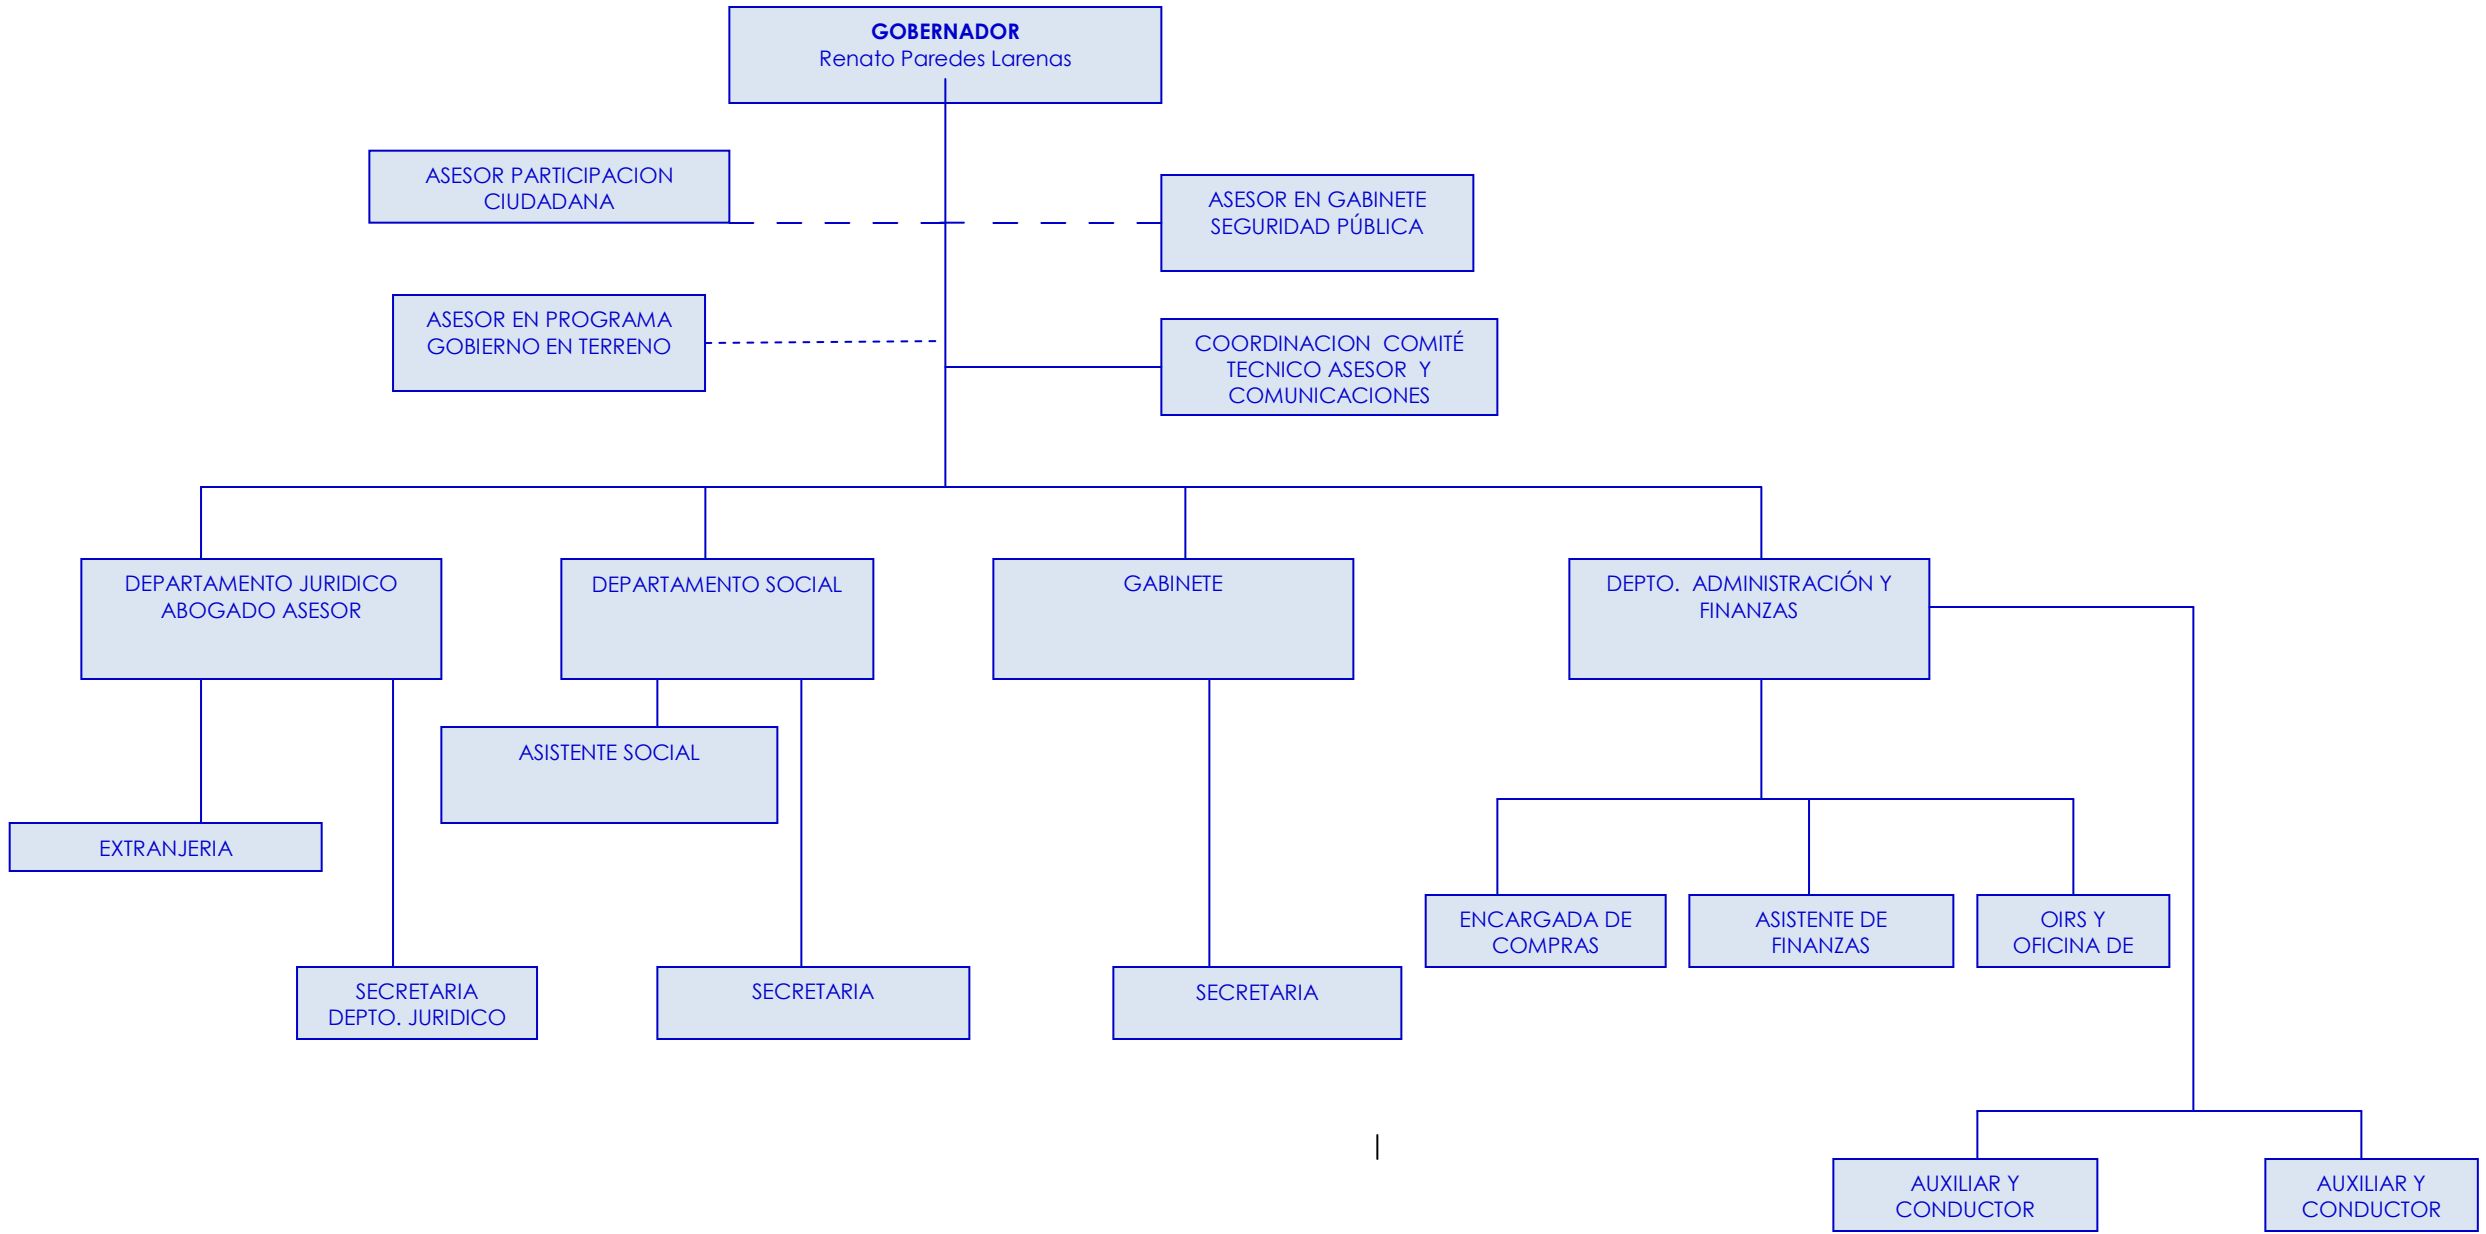 GOBERNADOR
Renato Paredes Larenas
ASESOR PARTICIPACION
CIUDADANA
ASESOR EN GABINETE
SEGURIDAD PÚBLICA
ASESOR EN PROGRAMA
GOBIERNO EN TERRENO
COORDINACION COMITÉ
TECNICO ASESOR Y
COMUNICACIONES
DEPARTAMENTO JURIDICO
ABOGADO ASESOR
DEPARTAMENTO SOCIAL
GABINETE
DEPTO. ADMINISTRACIÓN Y
FINANZAS
ASISTENTE SOCIAL
EXTRANJERIA
ENCARGADA DE
COMPRAS
ASISTENTE DE
FINANZAS
OIRS Y
OFICINA DE
SECRETARIA
DEPTO. JURIDICO
SECRETARIA
SECRETARIA
AUXILIAR Y
CONDUCTOR
AUXILIAR Y
CONDUCTOR